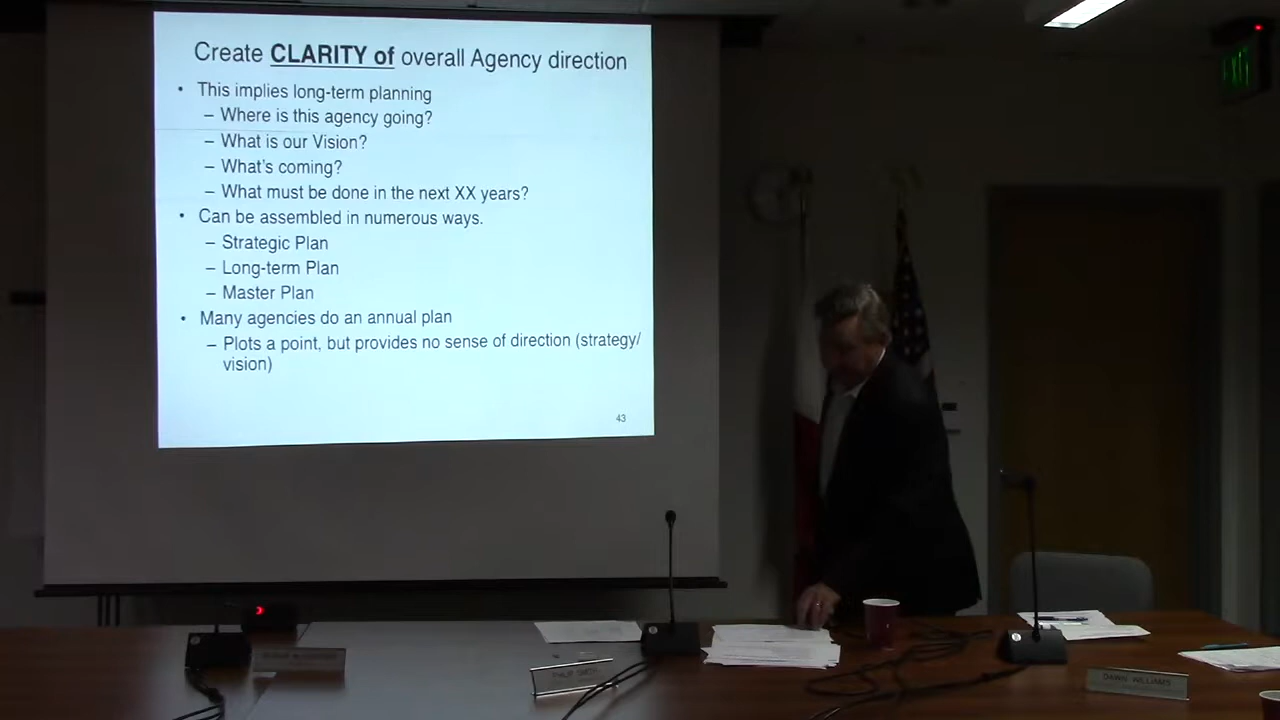 Create CLARITY of overall Agency direction
• This implies long-term planning
– Where is this agency going?
– What is our Vision?
– What's coming?
– What must be done in the next XX years?
• Can be assembled in numerous ways.
– Strategic Plan
– Long-term Plan
– Master Plan
• Many agencies do an annual plan
– Plots a point, but provides no sense of direction (strategy/
vision)
43
EXIT
DAWN WILLIAMS